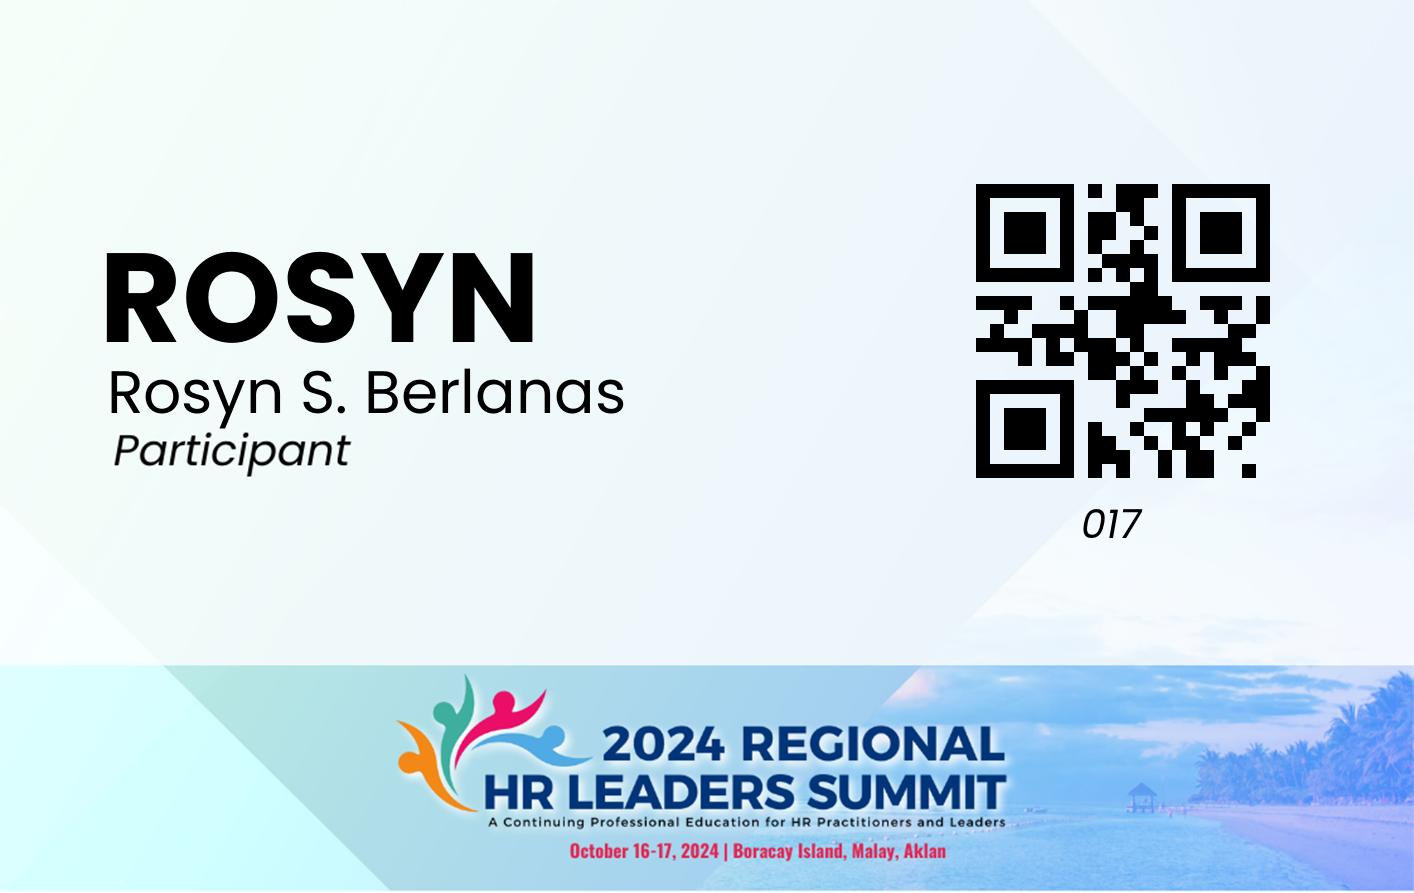 ROSYN
Rosyn S. Berlanas
Participant
017
2024 REGIONAL
HR LEADERS SUMMIT
A Continuing Professional Education for HR Practitioners and Leaders
October 16-17, 2024 | Boracay Island, Malay, Aklan